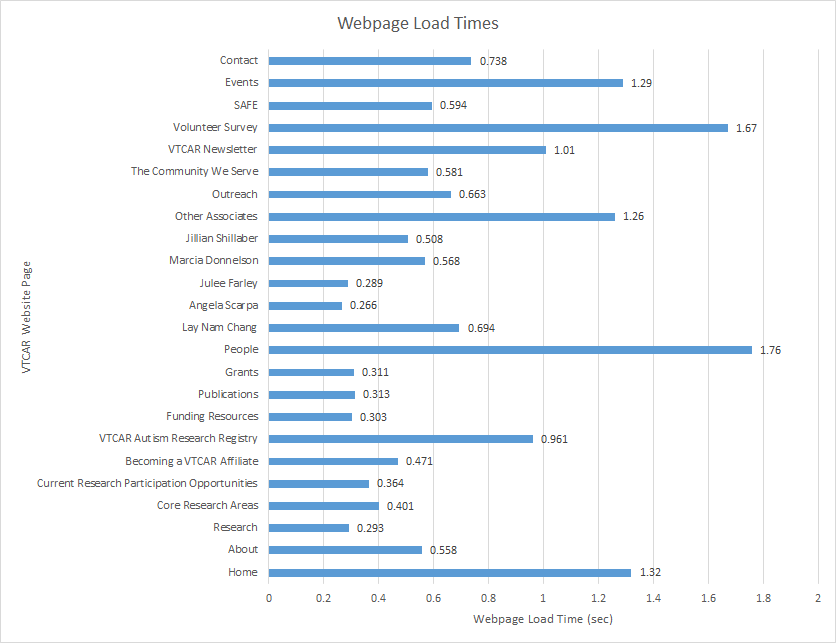 Webpage Load Times
VTCAR Website Page
Contact 0.738
Events 1.29
SAFE 0.594
Volunteer Survey 1.67
VTCAR Newsletter 1.01
The Community We Serve 0.581
Outreach 0.663
Other Associates 1.26
Jillian Shillaber 0.508
Marcia Donnelson 0.568
Julee Farley 0.289
Angela Scarpa 0.266
Lay Nam Chang 0.694
People 1.76
Grants 0.311
Publications 0.313
Funding Resources 0.303
VTCAR Autism Research Registry 0.961
Becoming a VTCAR Affiliate 0.471
Current Research Participation Opportunities 0.364
Core Research Areas 0.401
Research 0.293
About 0.558
Home 1.32
0 0.2 0.4 0.6 0.8 1 1.2 1.4 1.6 1.8 2
Webpage Load Time (sec)